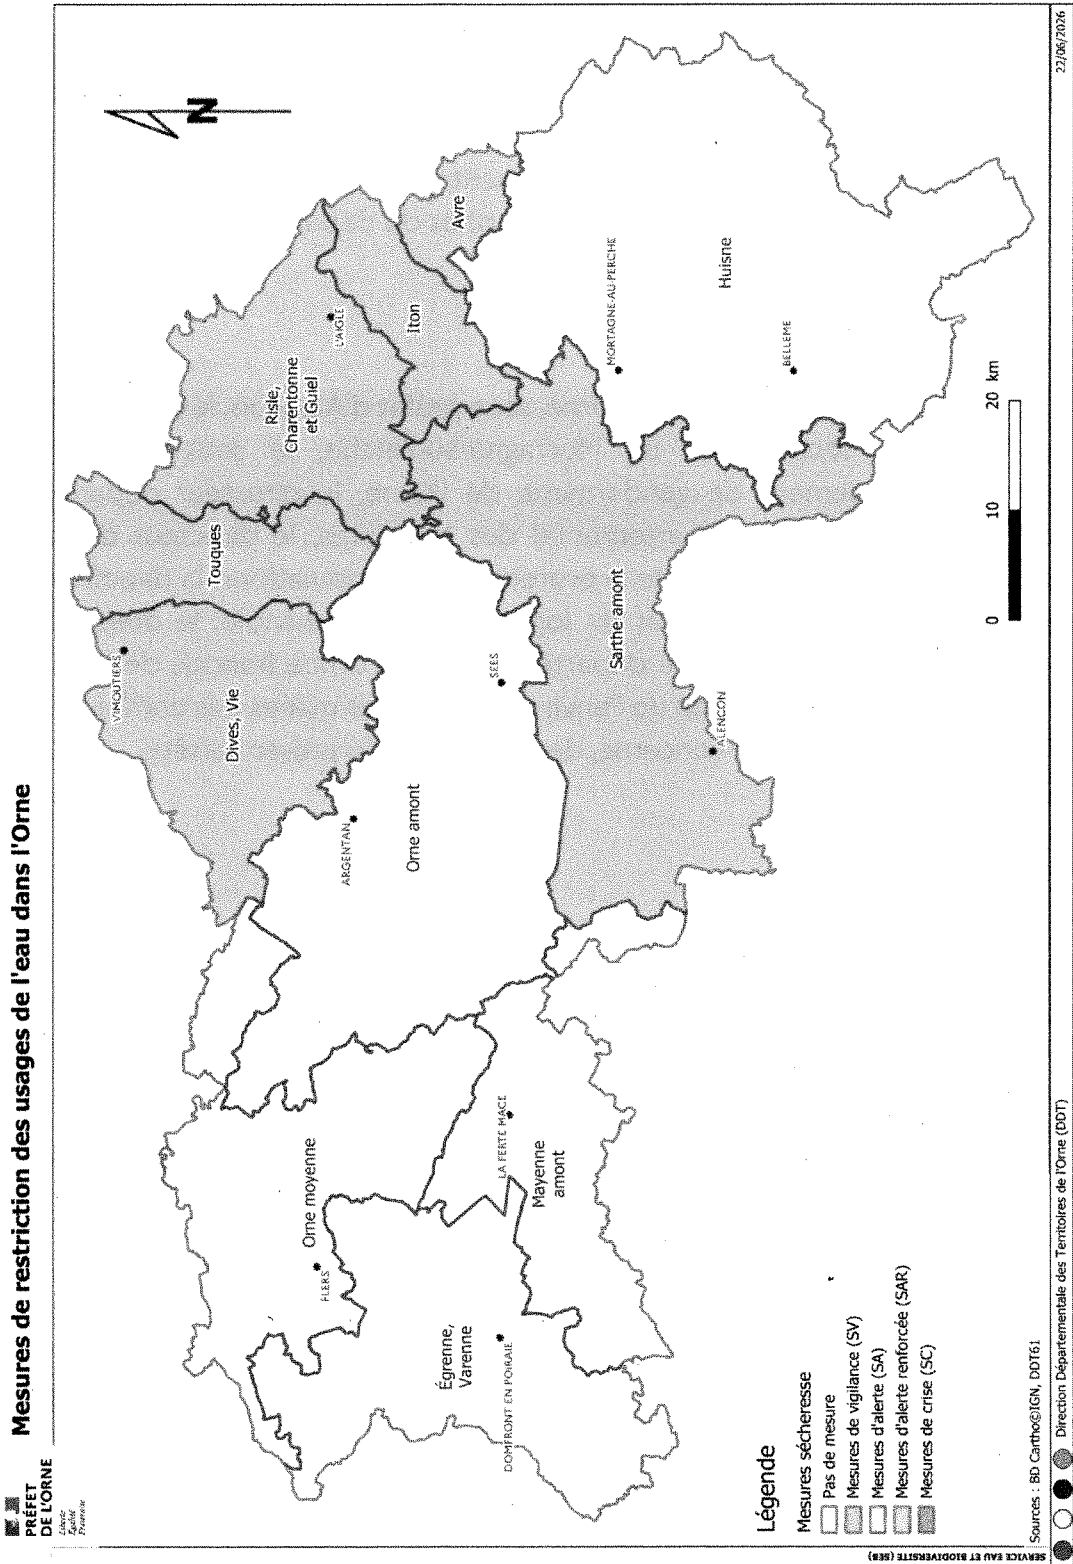 PRÉFET
DE L'ORNE
Liberté
Égalité
Fraternité
Mesures de restriction des usages de l'eau dans l'Orne
N
VIMOUTIERS
Touques
Dives, Vie
Risle,
Charentonne
et Guiel
L'AIGLE
Iton
Avre
ARGENTAN
Orne amont
SEES
Orne moyenne
FLERS
Égrenne,
Varenne
DOMFRONT EN POIRAIE
LA FERTE MACE
Mayenne
amont
Sarthe amont
ALENCON
MORTAGNE-AU-PERCHE
Huisne
BELLEME
0 10 20 km
Légende
Mesures sécheresse
Pas de mesure
Mesures de vigilance (SV)
Mesures d'alerte (SA)
Mesures d'alerte renforcée (SAR)
Mesures de crise (SC)
Sources : BD Cartho©IGN, DDT61
SERVICE EAU ET BIODIVERSITE (SEB)
Direction Départementale des Territoires de l'Orne (DDT)
22/06/2026